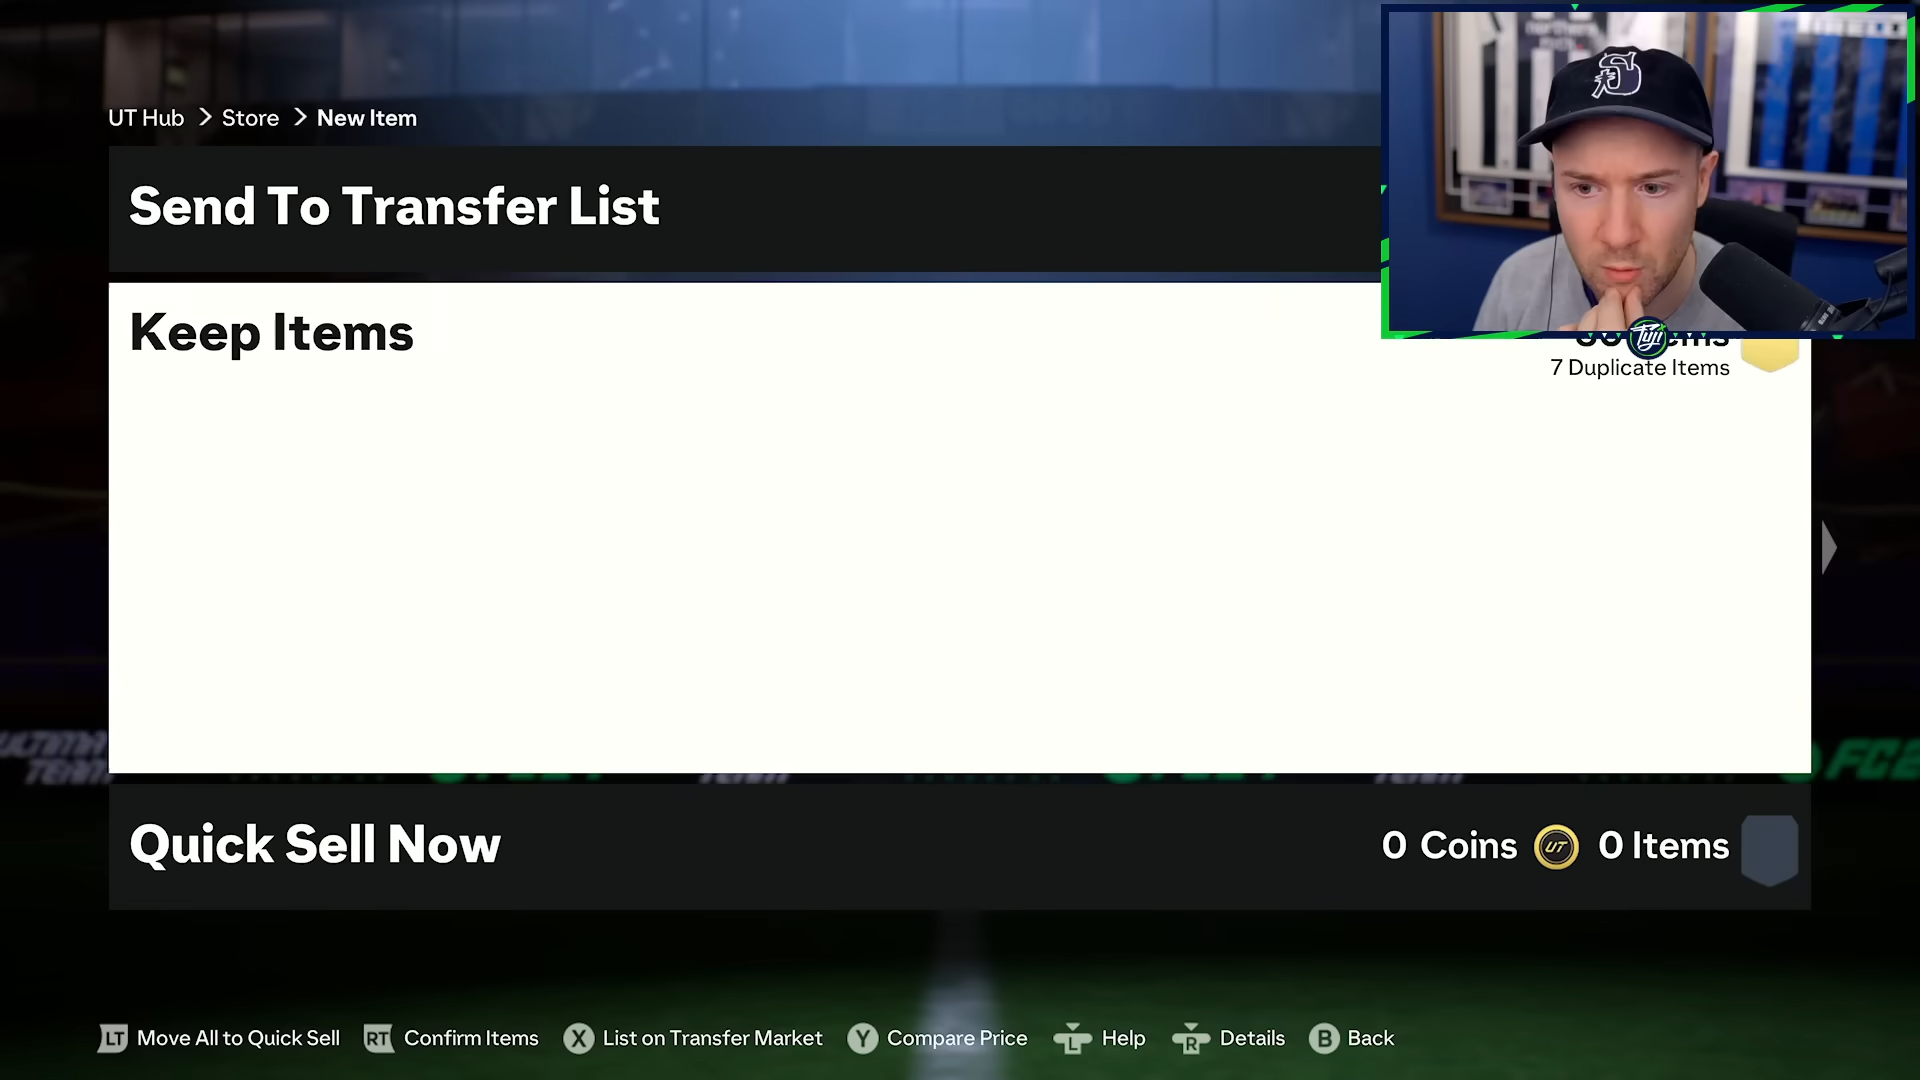 UT Hub > Store > New Item
Send To Transfer List
Keep Items
7 Duplicate Items
Quick Sell Now
0 Coins UT 0 Items
LT Move All to Quick Sell RT Confirm Items X List on Transfer Market Y Compare Price L Help R Details B Back